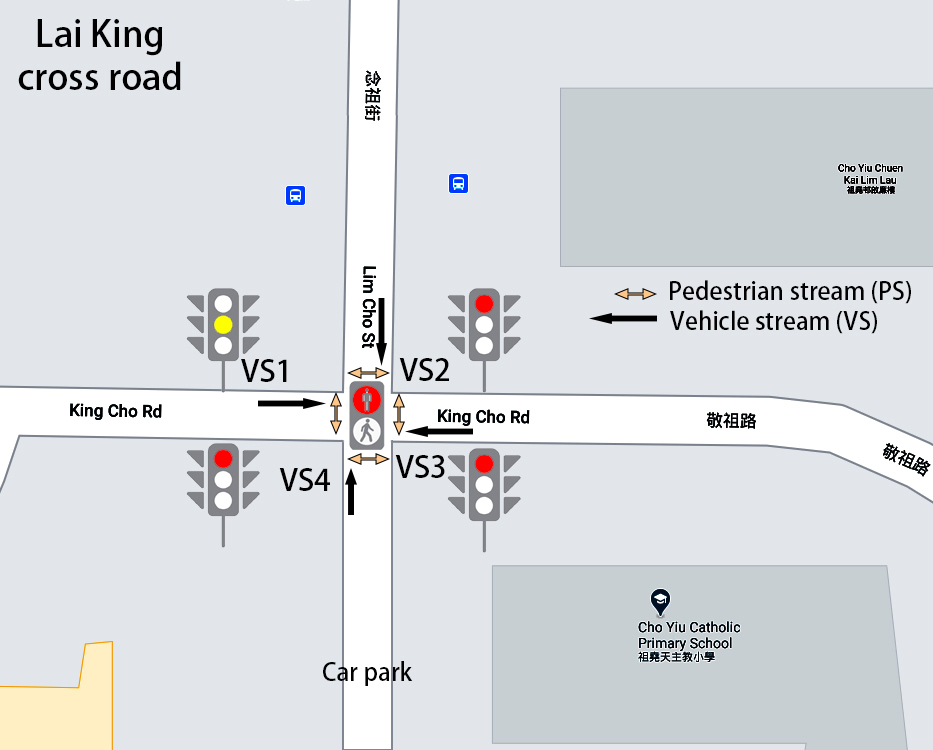 Lai King
cross road
念祖街
Cho Yiu Chuen
Kai Lim Lau
祖堯邨啟廉樓
Lim Cho St
Pedestrian stream (PS)
Vehicle stream (VS)
VS1
VS2
King Cho Rd
King Cho Rd
敬祖路
敬祖路
VS4
VS3
Cho Yiu Catholic
Primary School
祖堯天主教小學
Car park